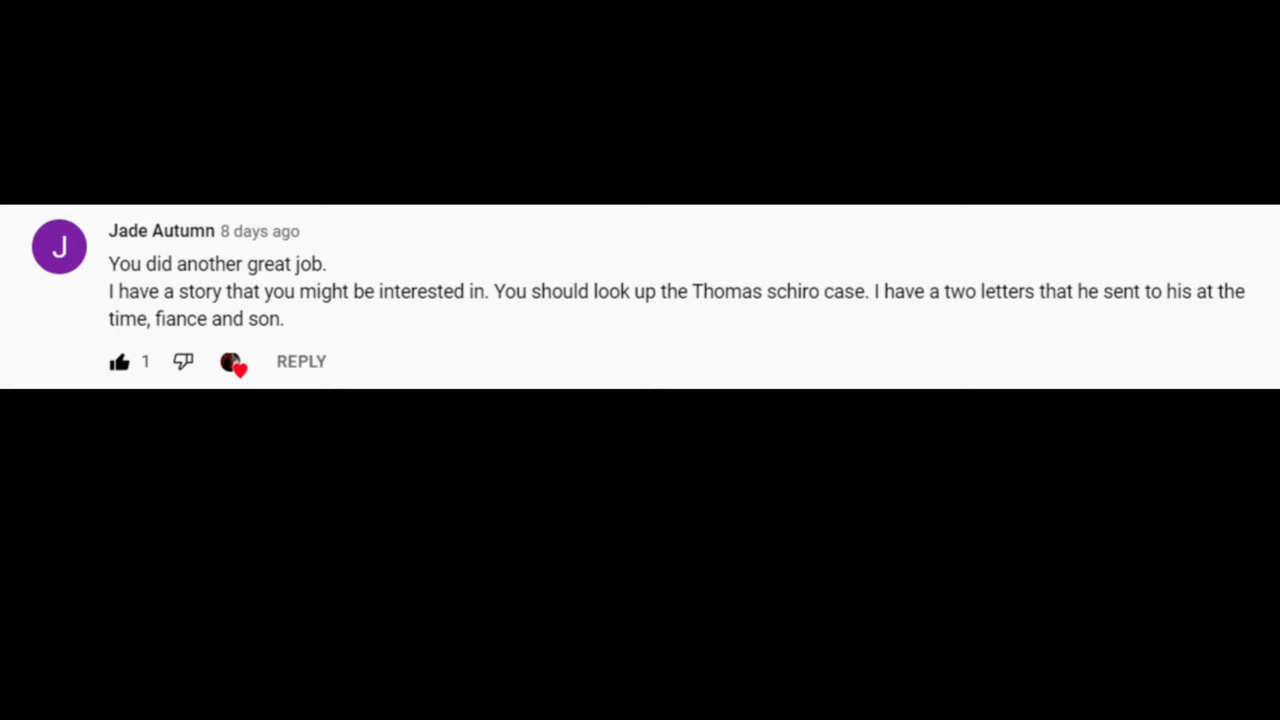 J
Jade Autumn 8 days ago
You did another great job.
I have a story that you might be interested in. You should look up the Thomas schiro case. I have a two letters that he sent to his at the
time, fiance and son.
1 REPLY